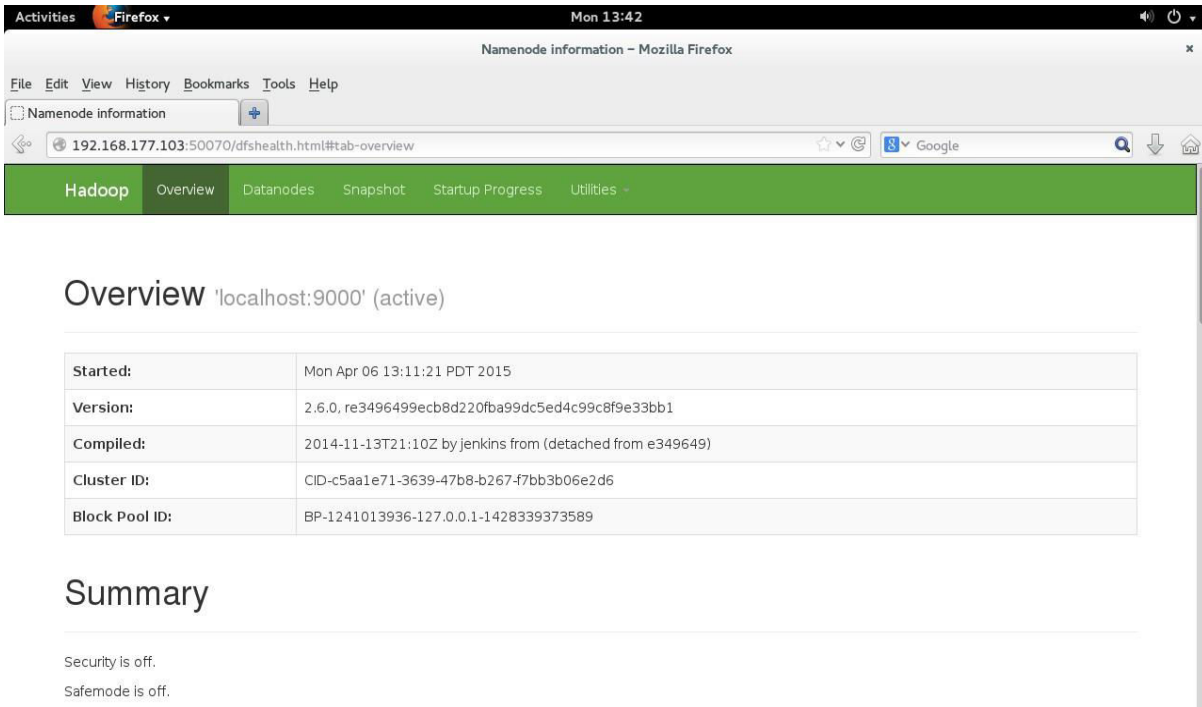 Activities Firefox Mon 13:42
Namenode information – Mozilla Firefox
File Edit View History Bookmarks Tools Help
Namenode information
192.168.177.103:50070/dfshealth.html#tab-overview Google
Hadoop Overview Datanodes Snapshot Startup Progress Utilities
Overview 'localhost:9000' (active)
Started: Mon Apr 06 13:11:21 PDT 2015
Version: 2.6.0, re3496499ecb8d220fba99dc5ed4c99c8f9e33bb1
Compiled: 2014-11-13T21:10Z by jenkins from (detached from e349649)
Cluster ID: CID-c5aa1e71-3639-47b8-b267-f7bb3b06e2d6
Block Pool ID: BP-1241013936-127.0.0.1-1428339373589
Summary
Security is off.
Safemode is off.